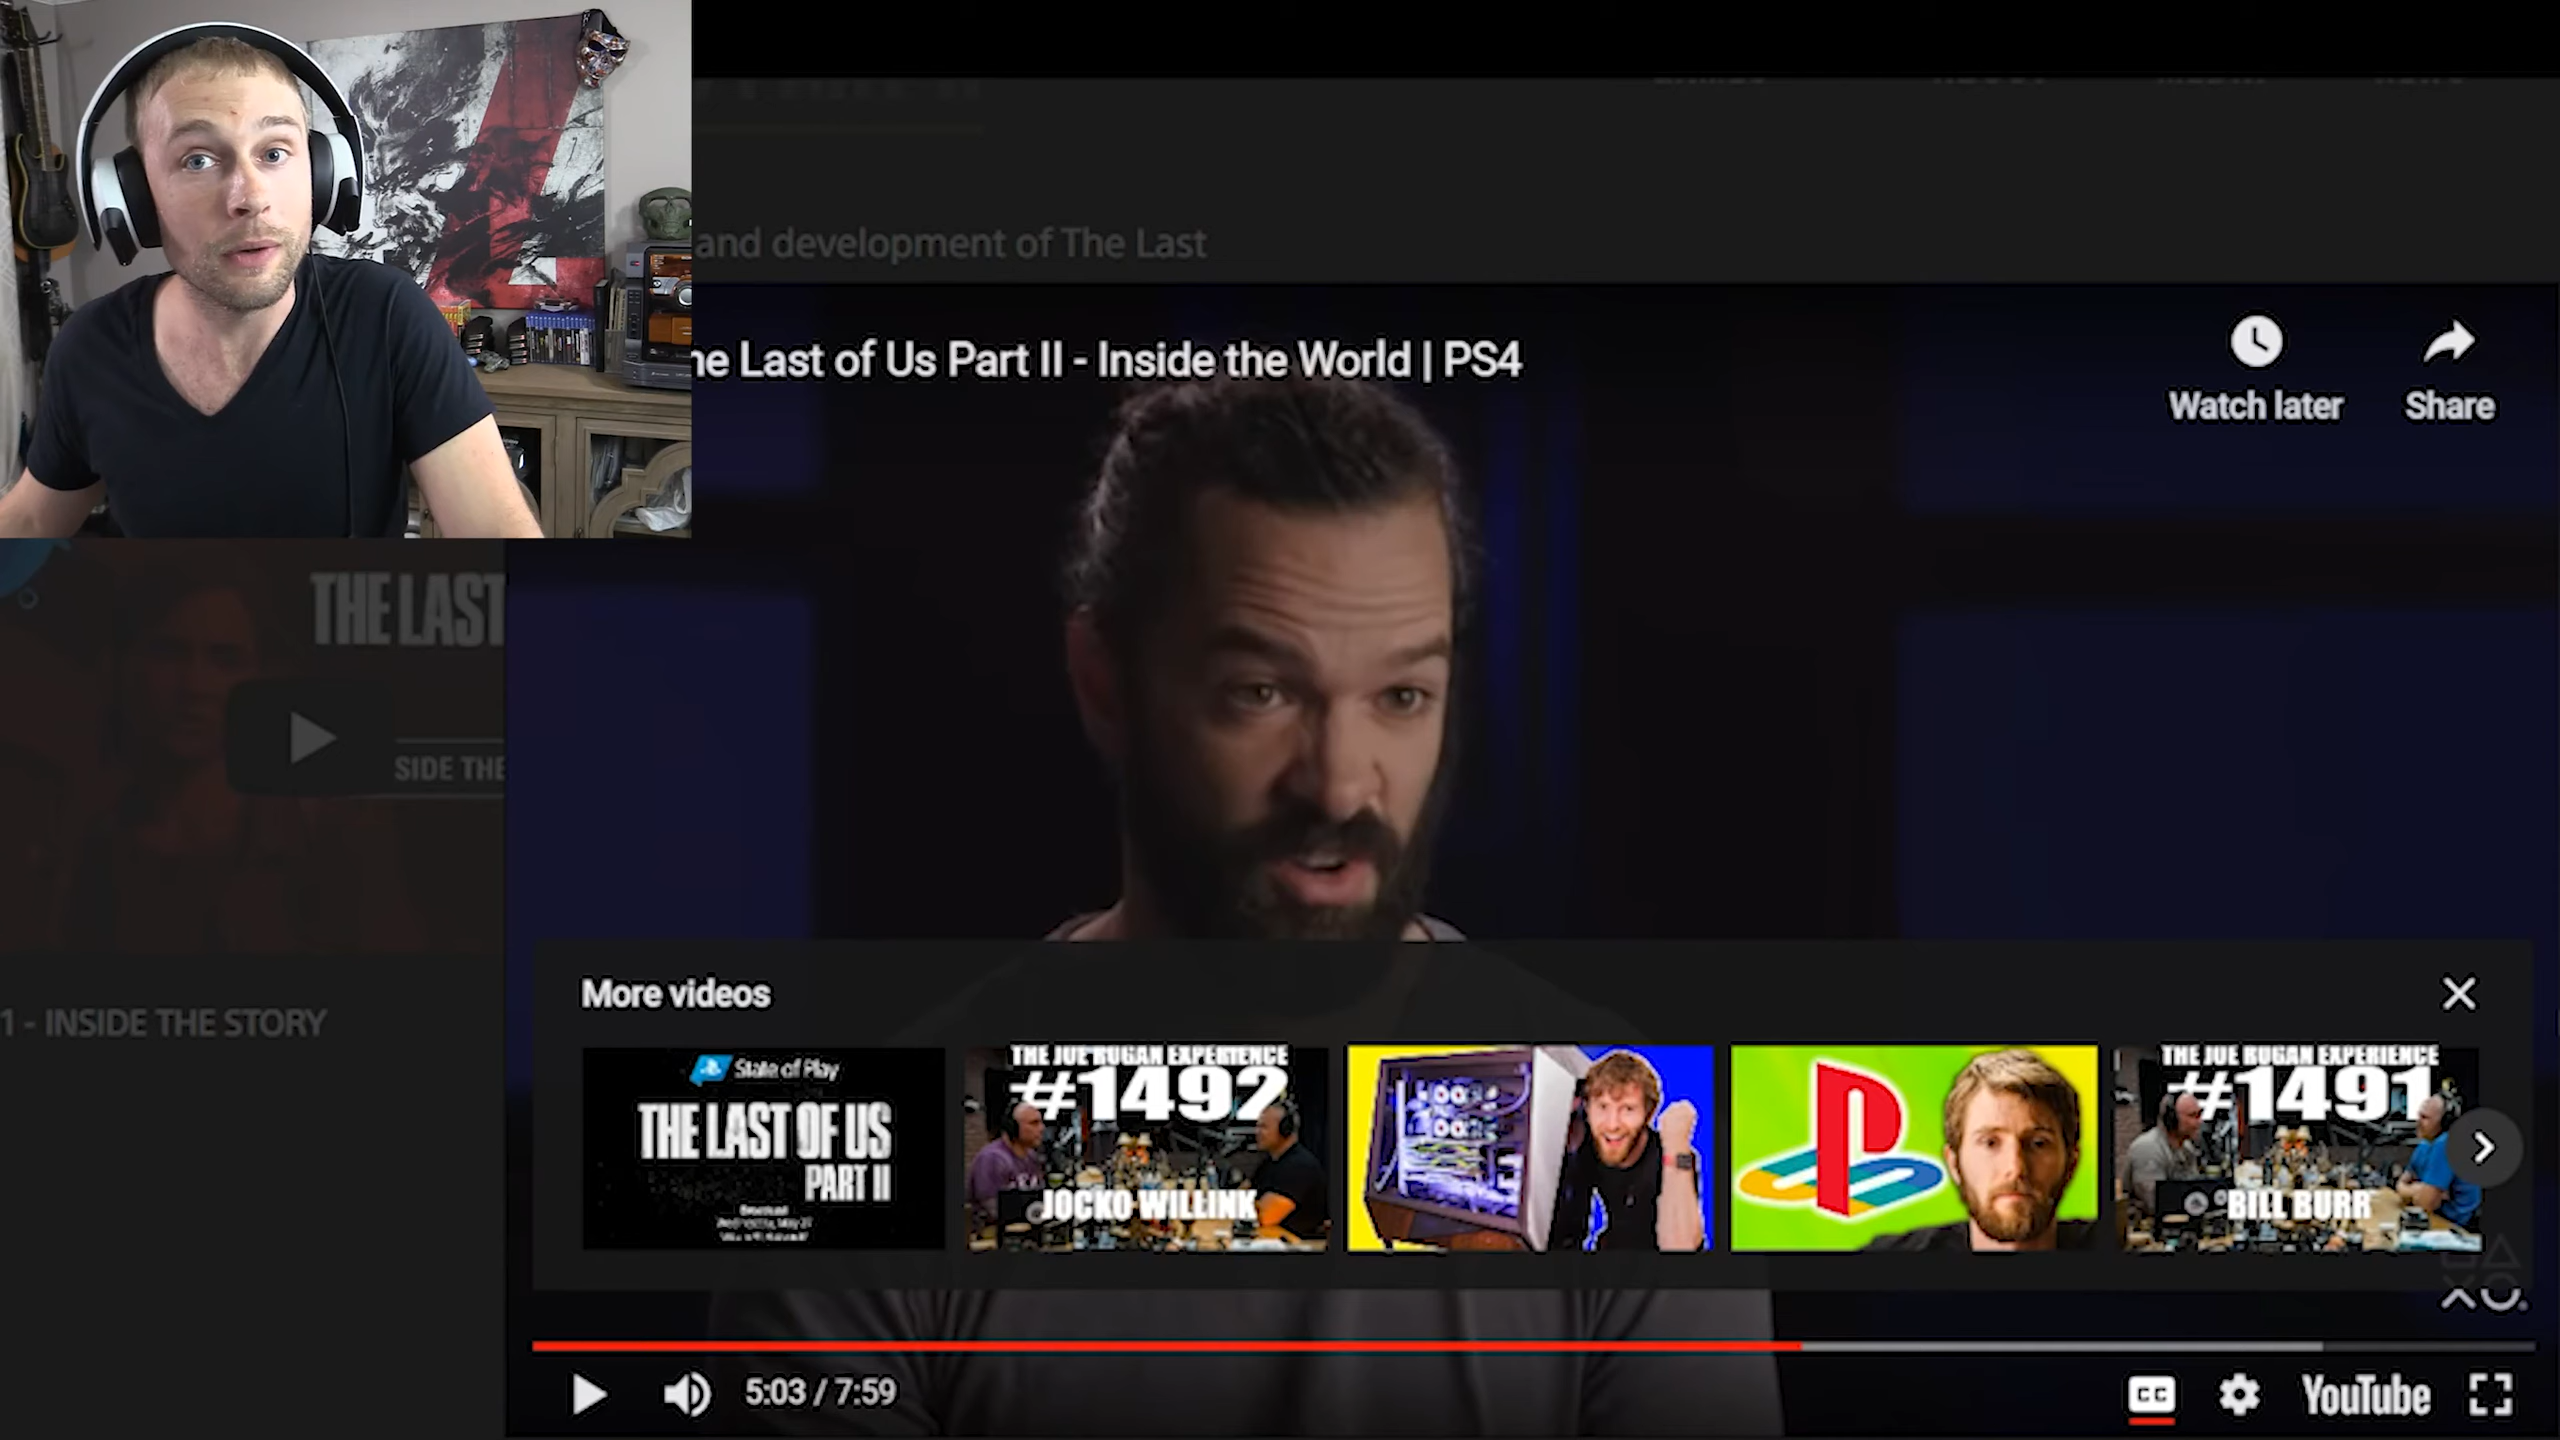 and development of The Last
he Last of Us Part II - Inside the World | PS4
Watch later
Share
THE LAST
SIDE THE
1 - INSIDE THE STORY
More videos
State of Play
THE LAST OF US
PART II
THE JOE ROGAN EXPERIENCE
#1492
JOCKO WILLINK
THE JOE ROGAN EXPERIENCE
#1491
BILL BURR
5:03 / 7:59
CC
YouTube